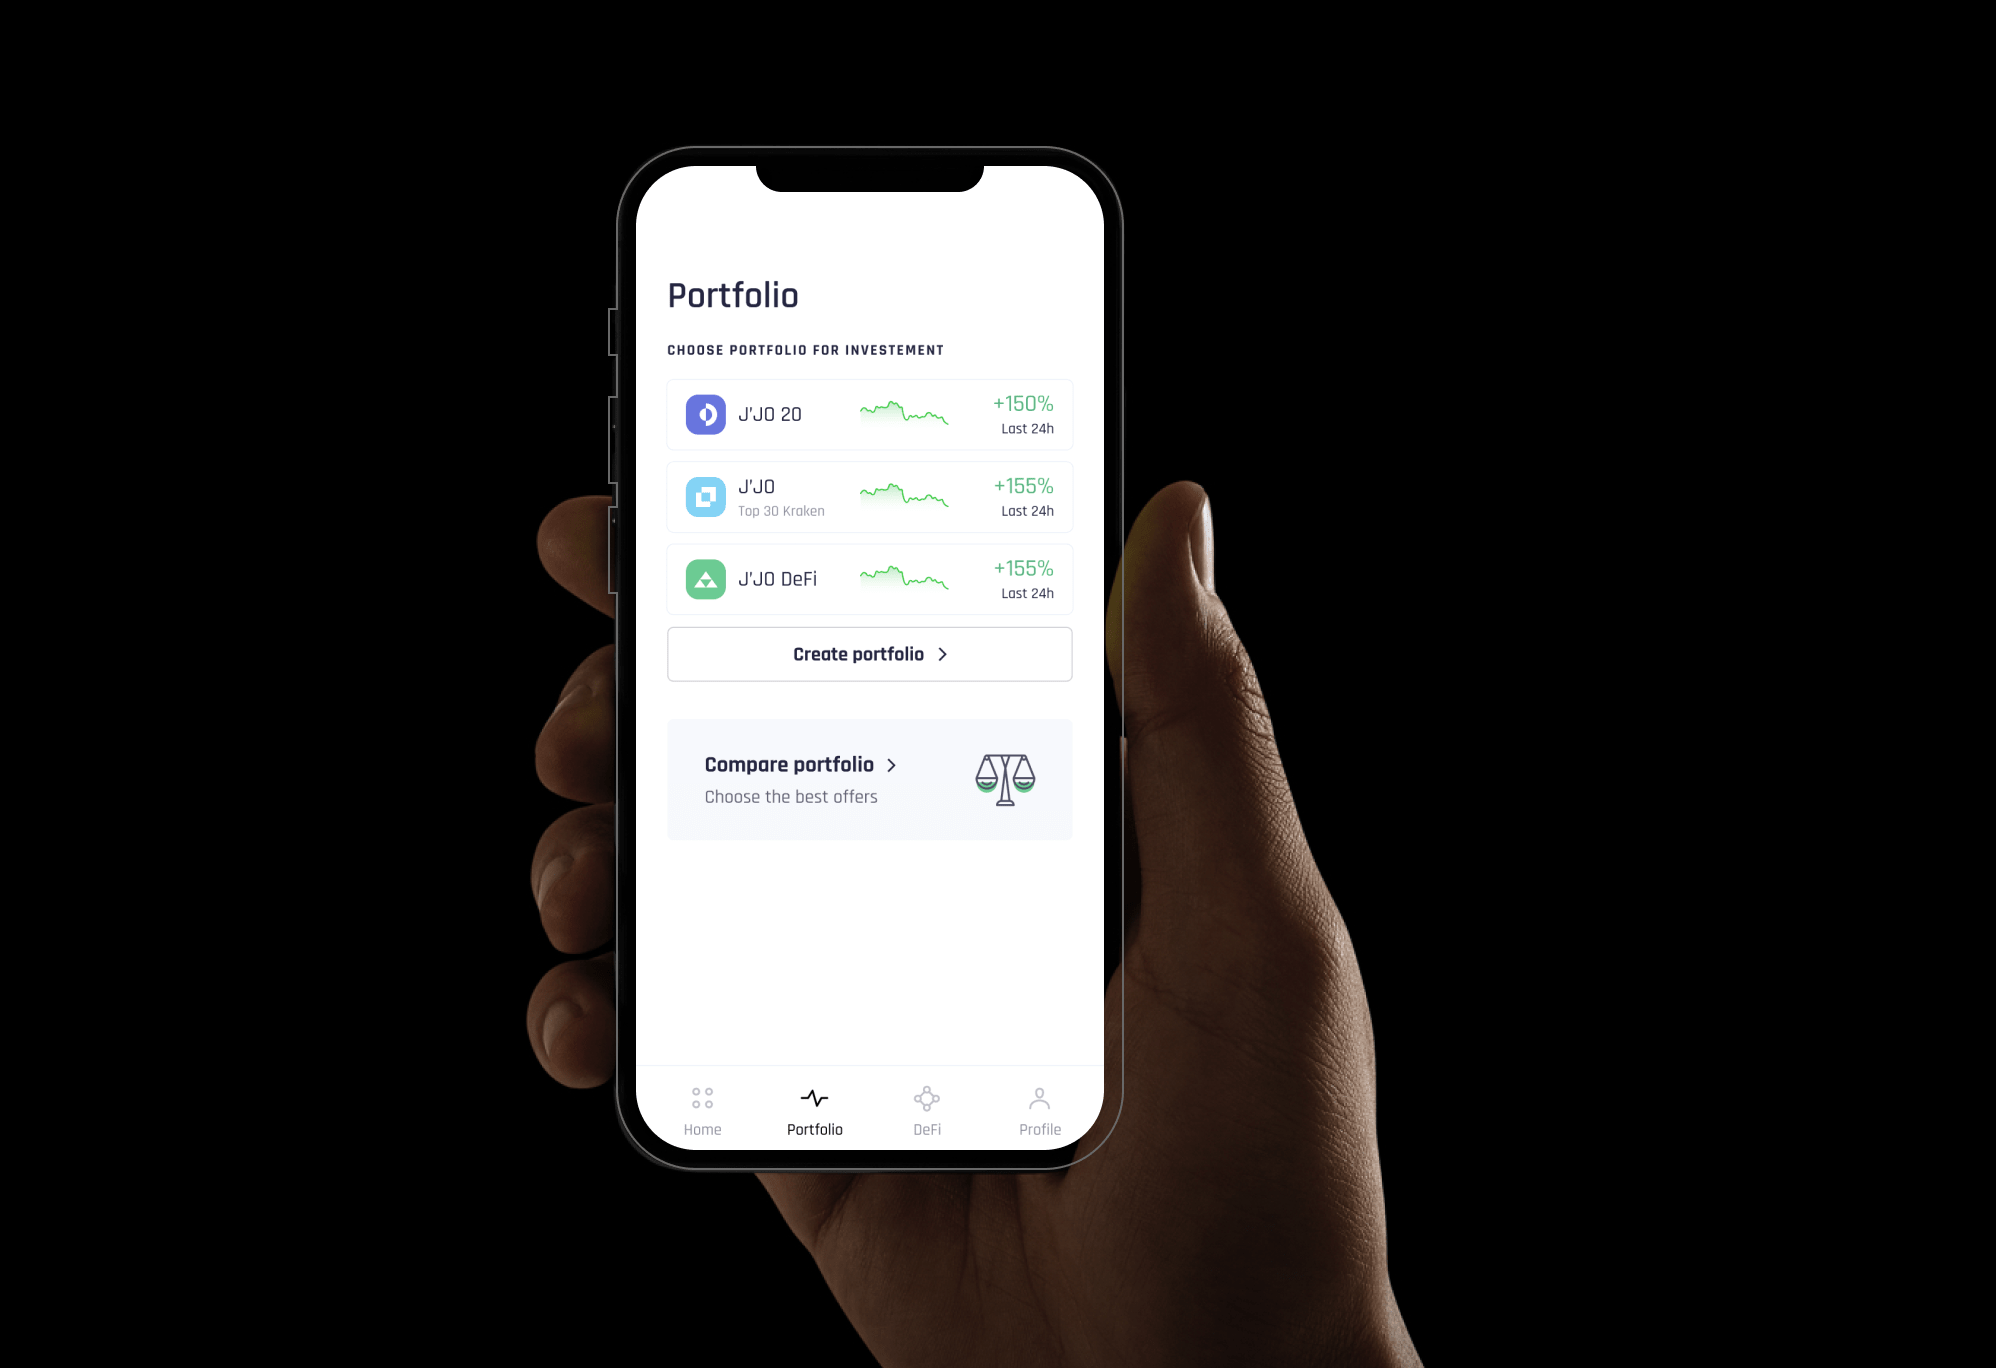 Portfolio
CHOOSE PORTFOLIO FOR INVESTEMENT
J'JO 20
+150%
Last 24h
J'JO
Top 30 Kraken
+155%
Last 24h
J'JO DeFi
+155%
Last 24h
Create portfolio
Compare portfolio
Choose the best offers
Home
Portfolio
DeFi
Profile